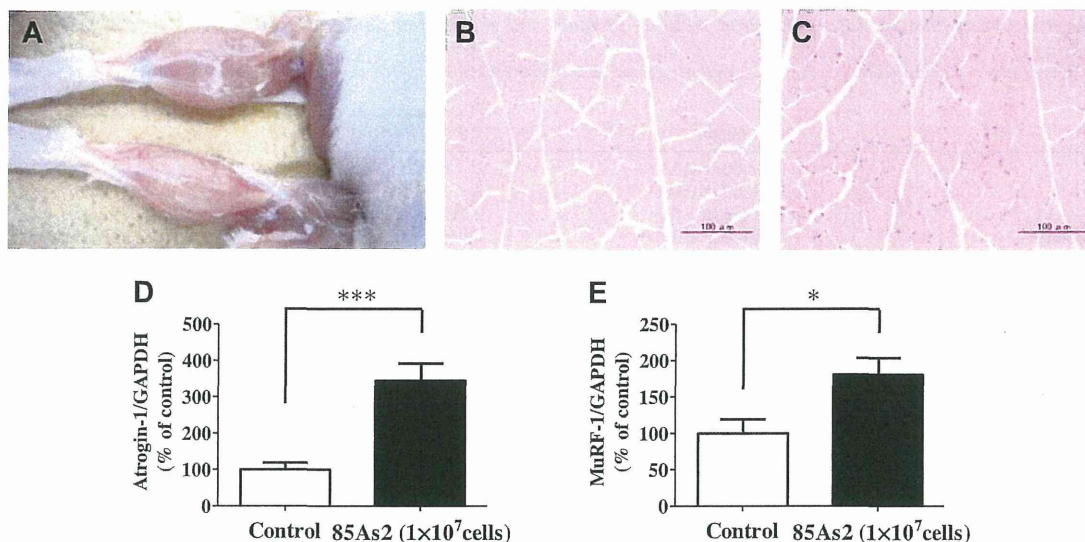 A
B
C
100 µm
100 µm
D
***
500
400
300
200
100
0
Atrogin-1/GAPDH
(% of control)
Control
85As2 (1×10⁷cells)
E
*
250
200
150
100
50
0
MuRF-1/GAPDH
(% of control)
Control
85As2 (1×10⁷cells)